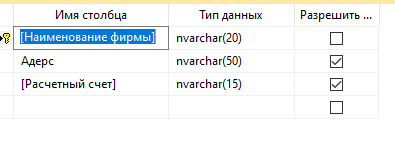 Имя столбца Тип данных Разрешить ...
[Наименование фирмы] nvarchar(20)
Адерс nvarchar(50)
[Расчетный счет] nvarchar(15)